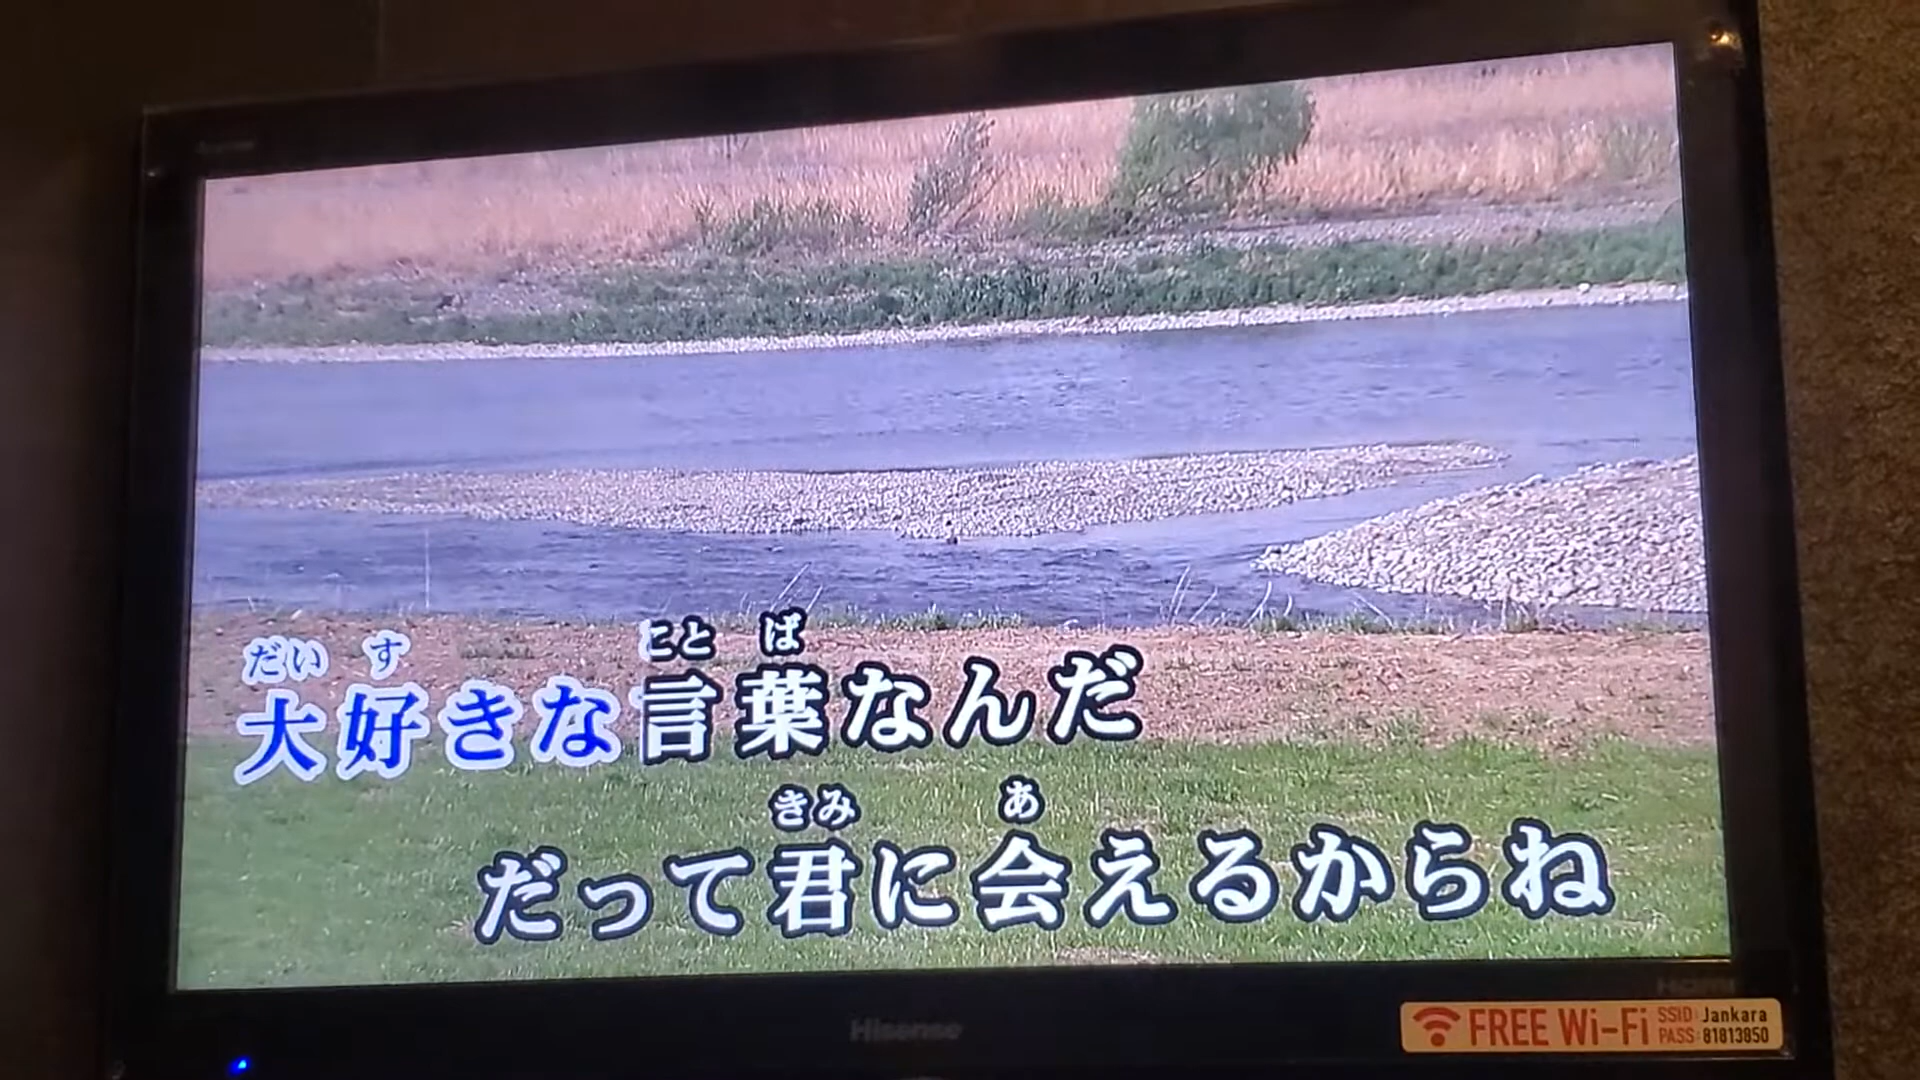 だい す こと ば
大好きな言葉なんだ
きみ あ
だって君に会えるからね
Hisense
FREE Wi-Fi
SSID: Jankara
PASS: 81813850